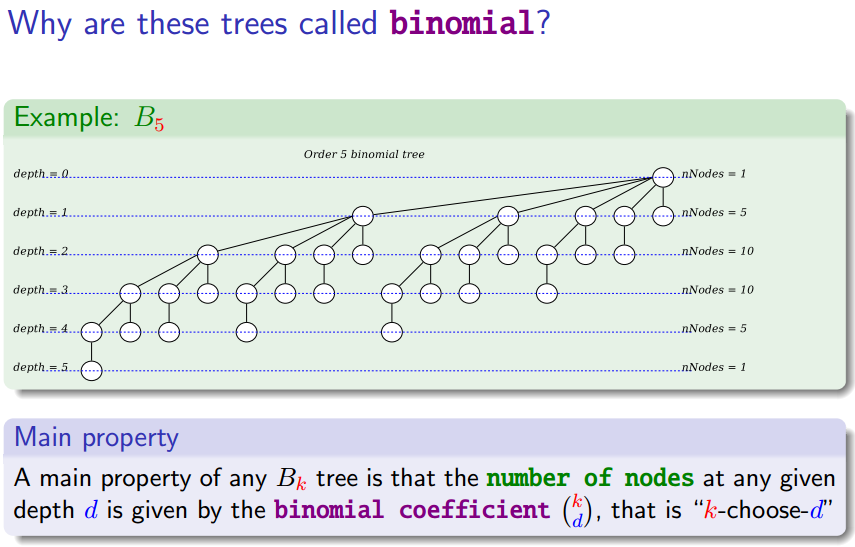 Why are these trees called binomial?
Example: B₅
Order 5 binomial tree
depth = 0 nNodes = 1
depth = 1 nNodes = 5
depth = 2 nNodes = 10
depth = 3 nNodes = 10
depth = 4 nNodes = 5
depth = 5 nNodes = 1
Main property
A main property of any Bₖ tree is that the number of nodes at any given
depth d is given by the binomial coefficient (k d), that is “k-choose-d”